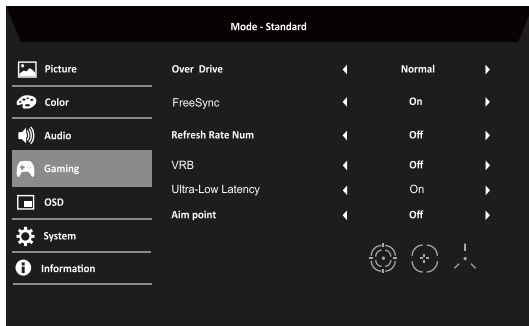 Mode - Standard
Picture
Color
Audio
Gaming
OSD
System
Information
Over Drive Normal
FreeSync On
Refresh Rate Num Off
VRB Off
Ultra-Low Latency On
Aim point Off